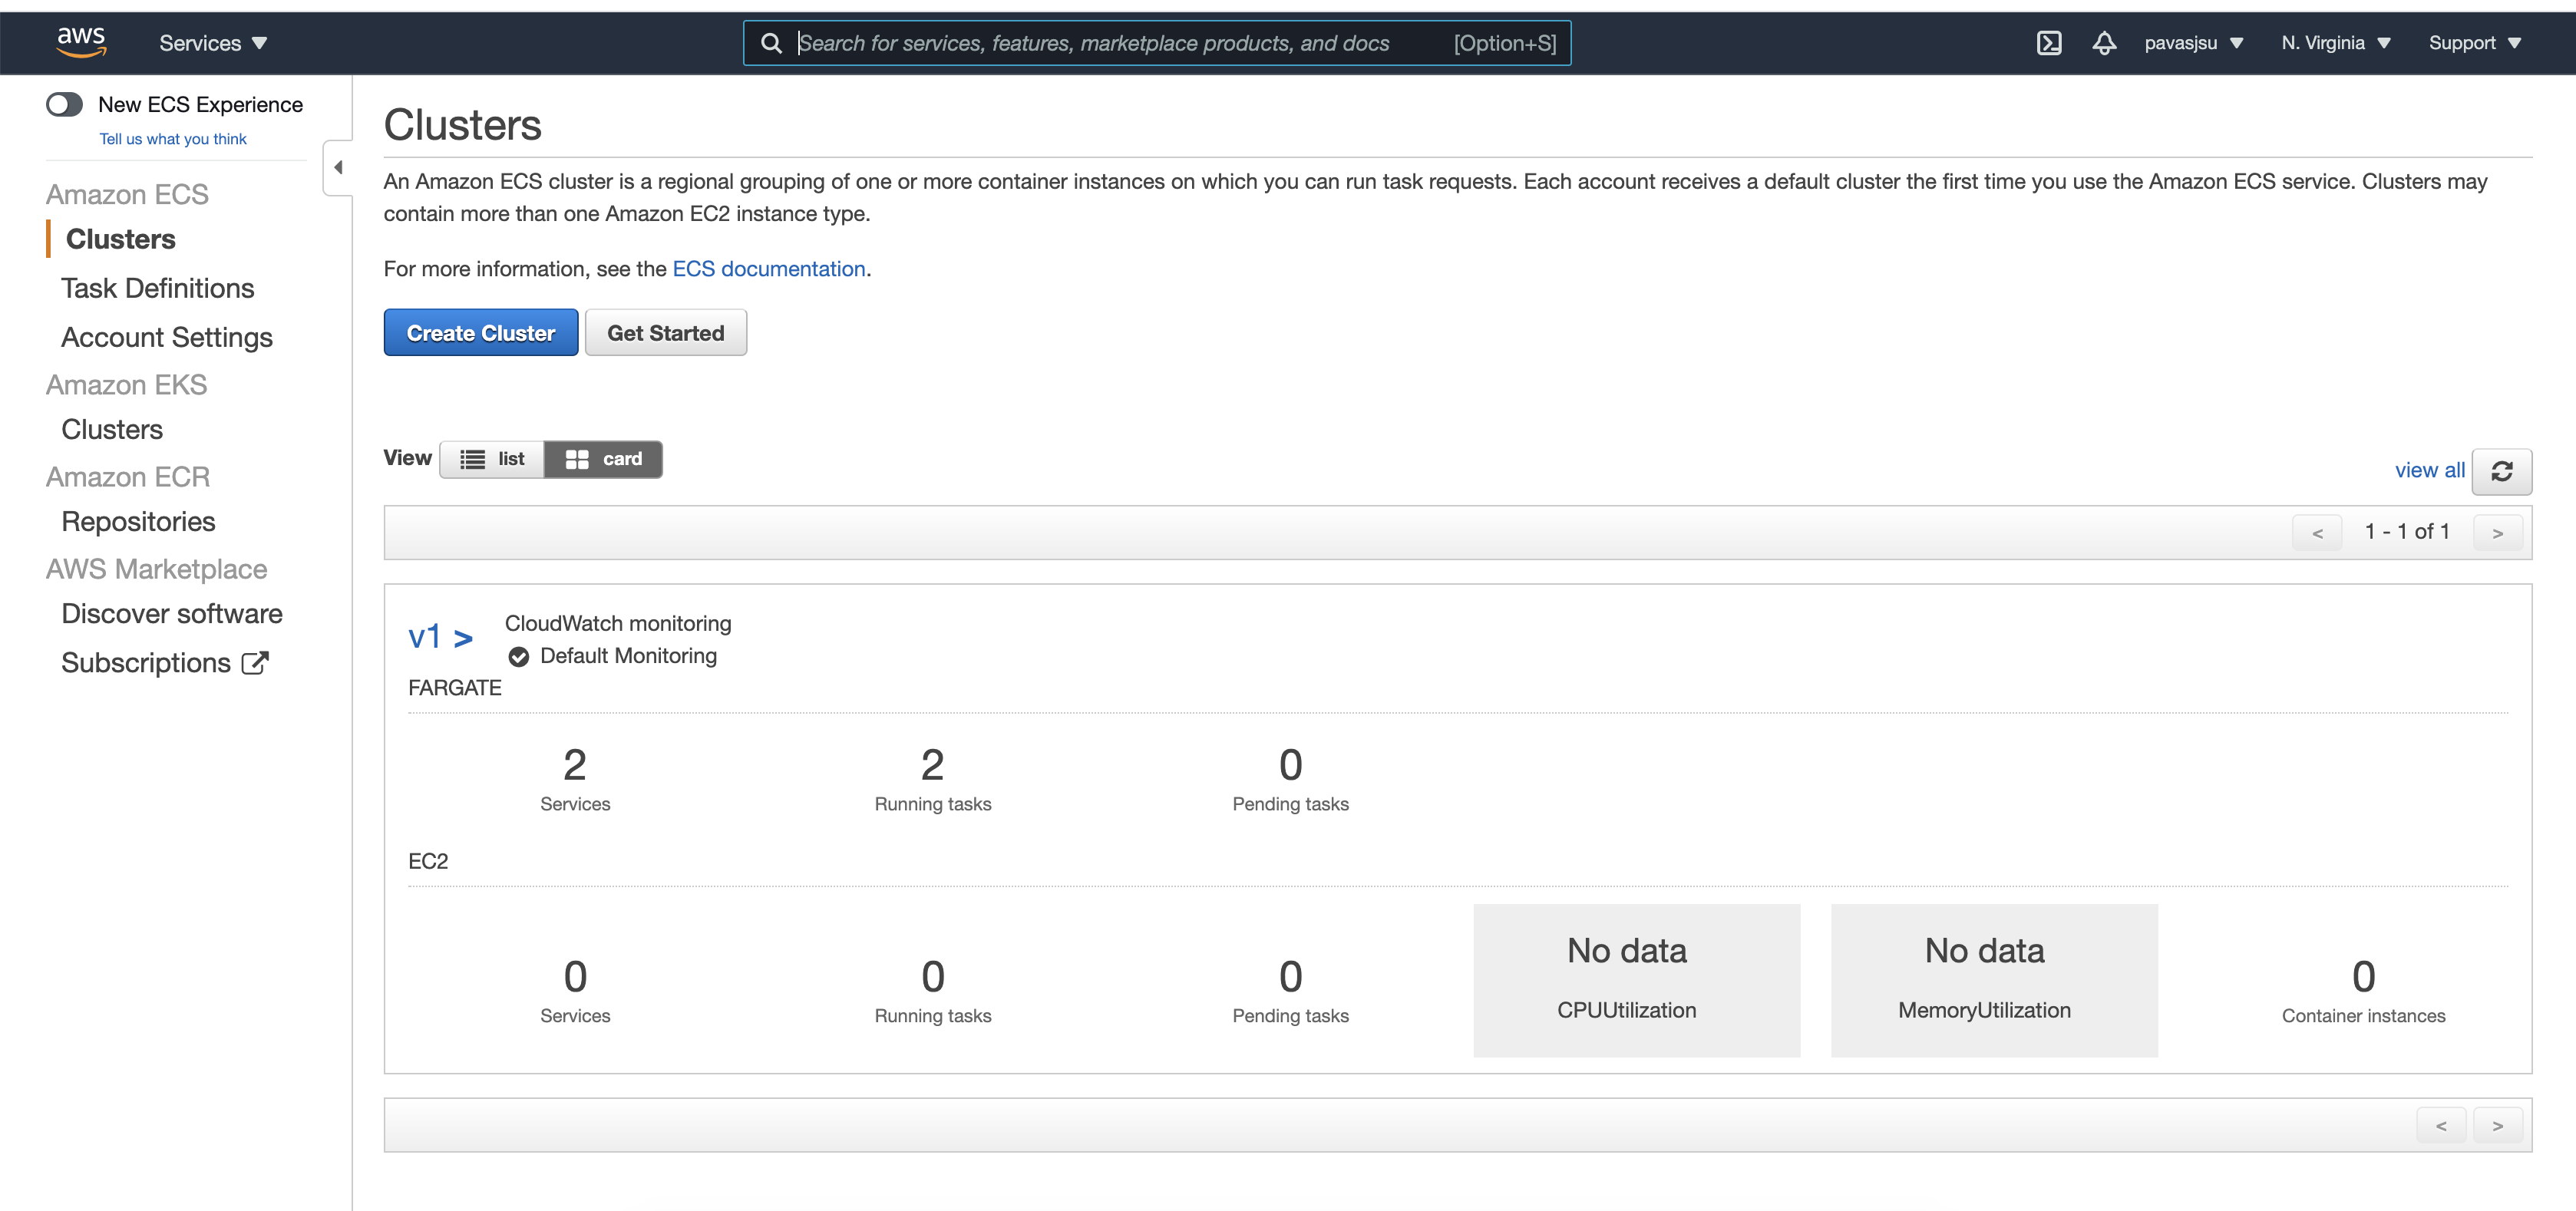 aws
Services
Search for services, features, marketplace products, and docs [Option+S]
pavasjsu
N. Virginia
Support
New ECS Experience
Tell us what you think
Amazon ECS
Clusters
Task Definitions
Account Settings
Amazon EKS
Clusters
Amazon ECR
Repositories
AWS Marketplace
Discover software
Subscriptions
Clusters
An Amazon ECS cluster is a regional grouping of one or more container instances on which you can run task requests. Each account receives a default cluster the first time you use the Amazon ECS service. Clusters may
contain more than one Amazon EC2 instance type.
For more information, see the ECS documentation.
Create Cluster
Get Started
View list card
view all
< 1 - 1 of 1 >
v1 >
CloudWatch monitoring
Default Monitoring
FARGATE
2 2 0
Services Running tasks Pending tasks
EC2
0 0 0 No data No data 0
Services Running tasks Pending tasks CPUUtilization MemoryUtilization Container instances
< >